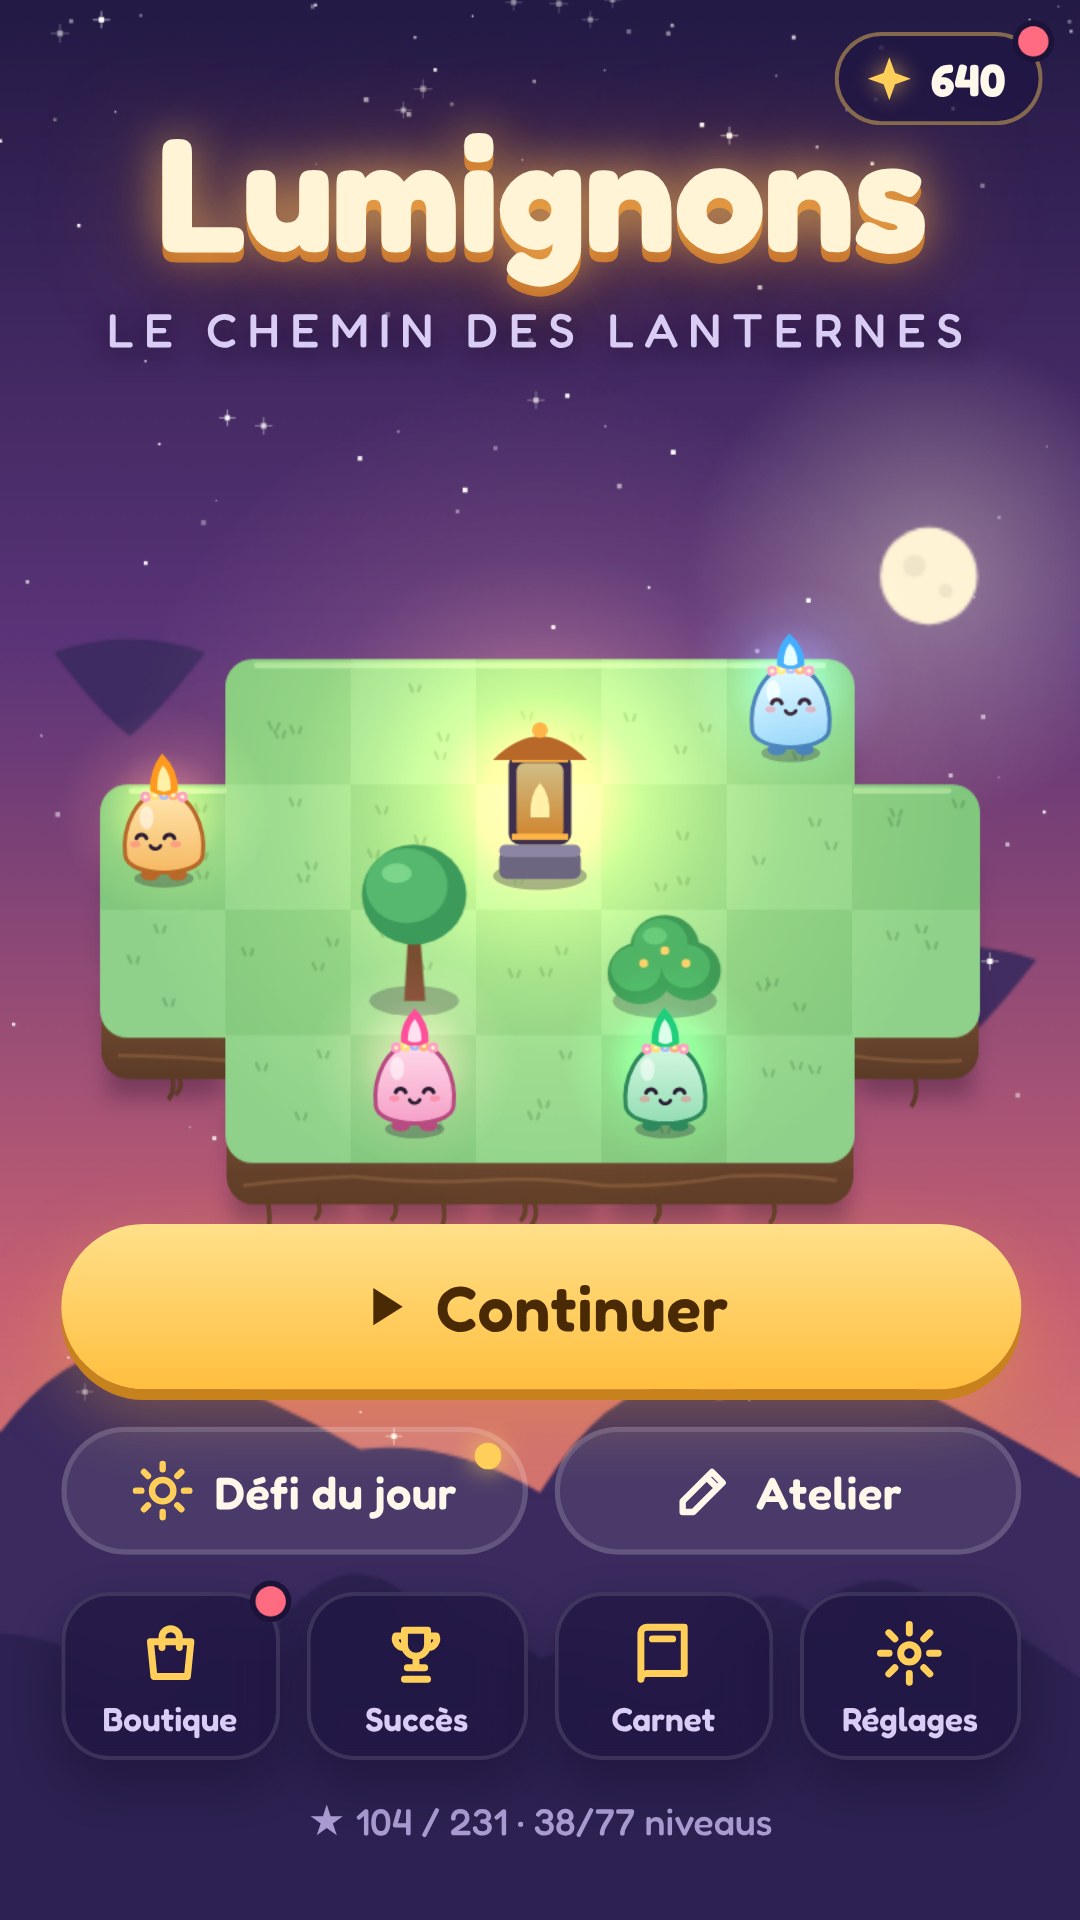 640
Lumignons
LE CHEMIN DES LANTERNES
Continuer
Défi du jour
Atelier
Boutique
Succès
Carnet
Réglages
★ 104 / 231 · 38/77 niveaus